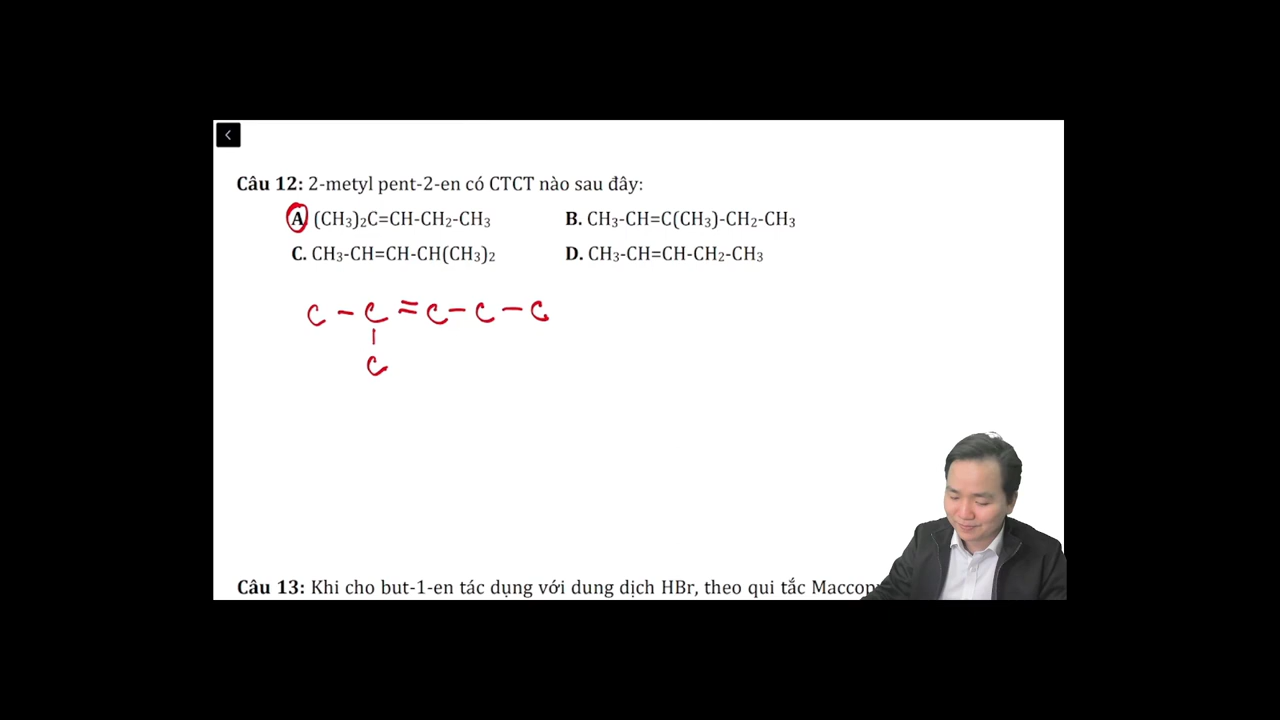 Câu 12: 2-metyl pent-2-en có CTCT nào sau đây:
A (CH₃)₂C=CH-CH₂-CH₃ B. CH₃-CH=C(CH₃)-CH₂-CH₃
C. CH₃-CH=CH-CH(CH₃)₂ D. CH₃-CH=CH-CH₂-CH₃
C - C = C - C - C
|
C
Câu 13: Khi cho but-1-en tác dụng với dung dịch HBr, theo qui tắc